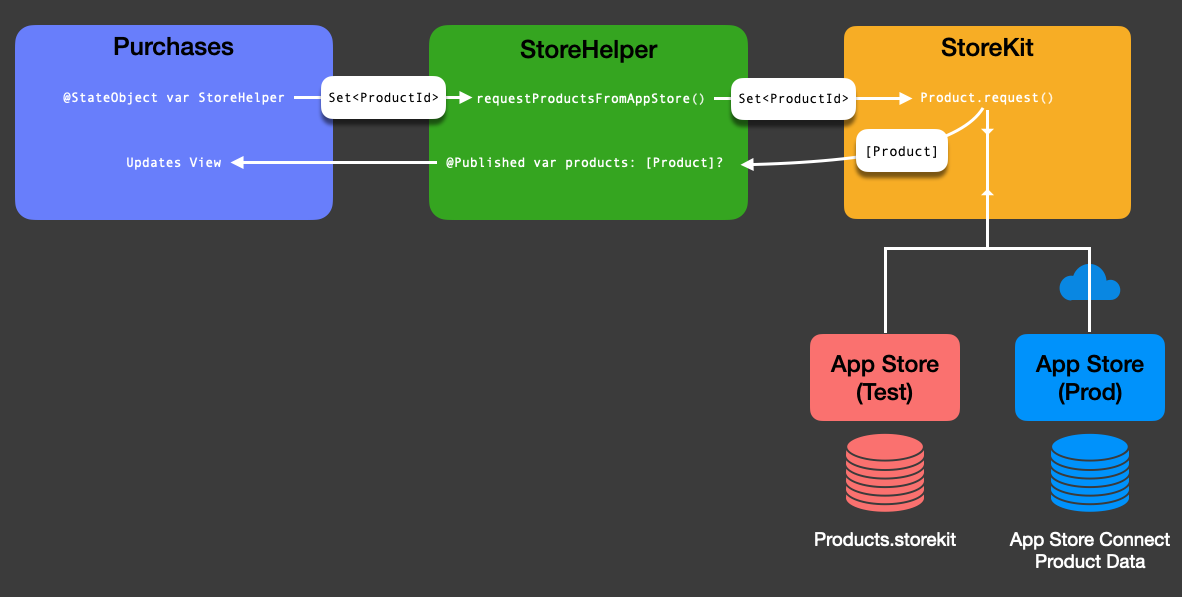 Purchases
StoreHelper
StoreKit
@StateObject var StoreHelper
Set<ProductId>
requestProductsFromAppStore()
Set<ProductId>
Product.request()
Updates View
@Published var products: [Product]?
[Product]
App Store
(Test)
App Store
(Prod)
Products.storekit
App Store Connect
Product Data